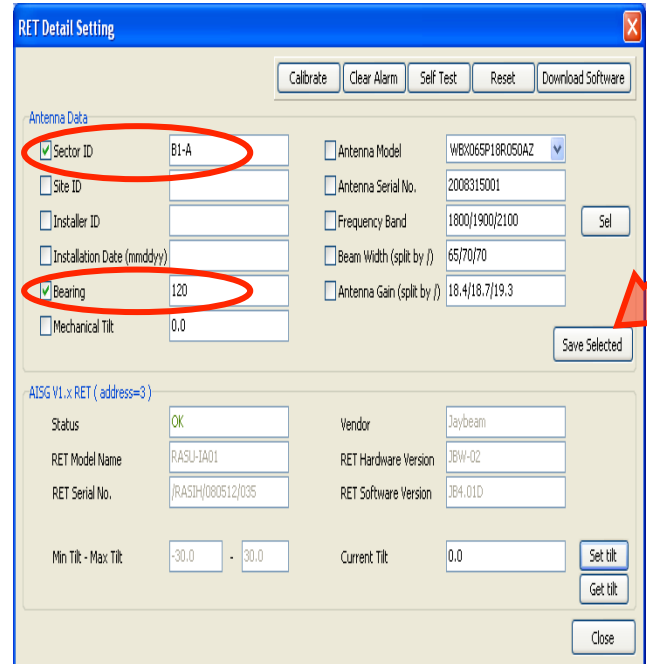 RET Detail Setting
Calibrate Clear Alarm Self Test Reset Download Software
Antenna Data
Sector ID B1-A Antenna Model WBX065P18R050AZ
Site ID Antenna Serial No. 2008315001
Installer ID Frequency Band 1800/1900/2100 Sel
Installation Date (mmddyy) Beam Width (split by /) 65/70/70
Bearing 120 Antenna Gain (split by /) 18.4/18.7/19.3
Mechanical Tilt 0.0
Save Selected
AISG V1.x RET ( address=3 )
Status OK Vendor Jaybeam
RET Model Name RASU-IA01 RET Hardware Version JBW-02
RET Serial No. /RASIH/080512/035 RET Software Version JB4.01D
Min Tilt - Max Tilt -30.0 - 30.0 Current Tilt 0.0 Set tilt
Get tilt
Close